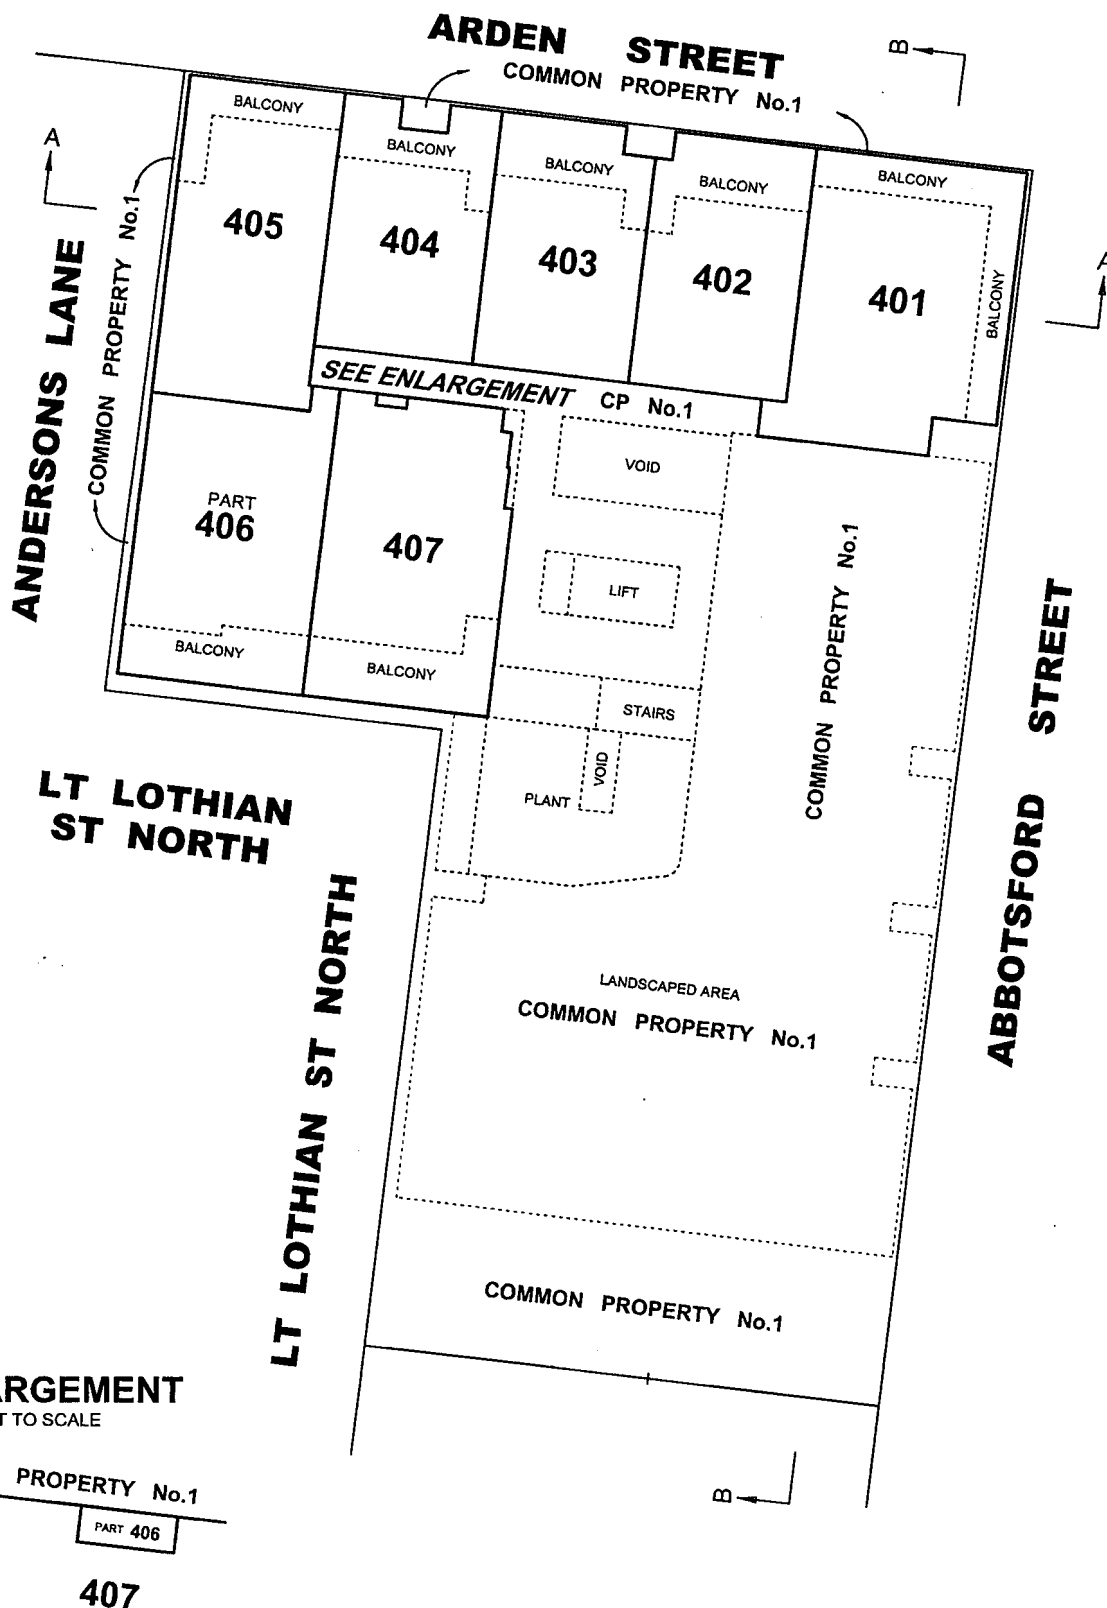 ARDEN STREET
COMMON PROPERTY No.1
B
A
BALCONY
BALCONY
BALCONY
BALCONY
BALCONY
405
404
403
402
401
BALCONY
A
COMMON PROPERTY No.1
ANDERSONS LANE
SEE ENLARGEMENT CP No.1
VOID
PART
406
407
LIFT
COMMON PROPERTY No.1
ABBOTSFORD STREET
BALCONY
BALCONY
STAIRS
VOID
PLANT
LT LOTHIAN
ST NORTH
LT LOTHIAN ST NORTH
LANDSCAPED AREA
COMMON PROPERTY No.1
COMMON PROPERTY No.1
TO SCALE
PROPERTY No.1
PART 406
407
B